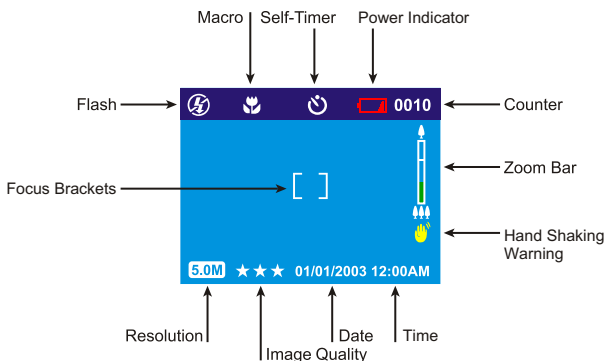 Macro Self-Timer Power Indicator
Flash
0010
Counter
Zoom Bar
Focus Brackets
Hand Shaking
Warning
5.0M 01/01/2003 12:00AM
Resolution
Date
Time
Image Quality